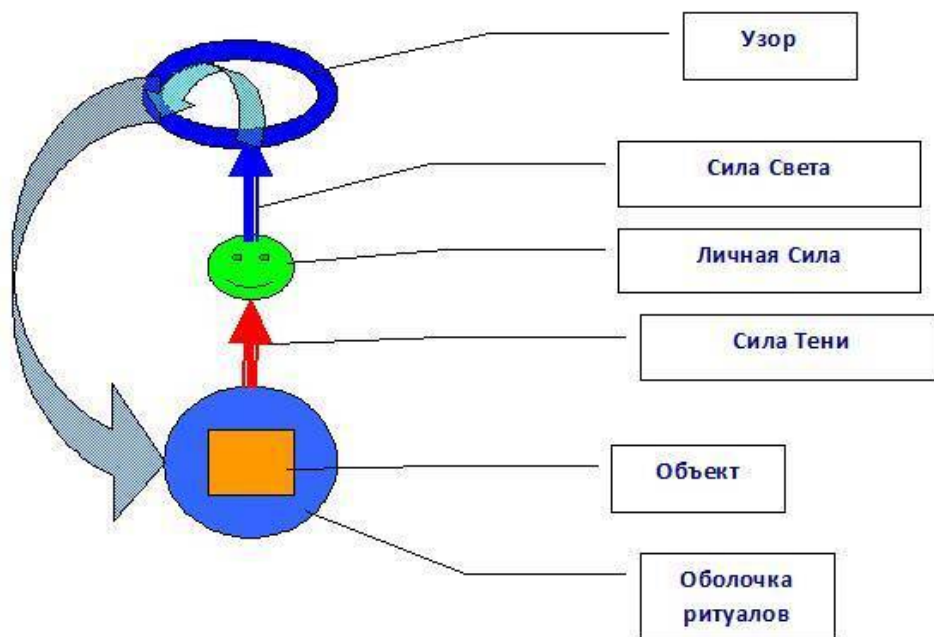 Узор
Сила Света
Личная Сила
Сила Тени
Объект
Оболочка
ритуалов